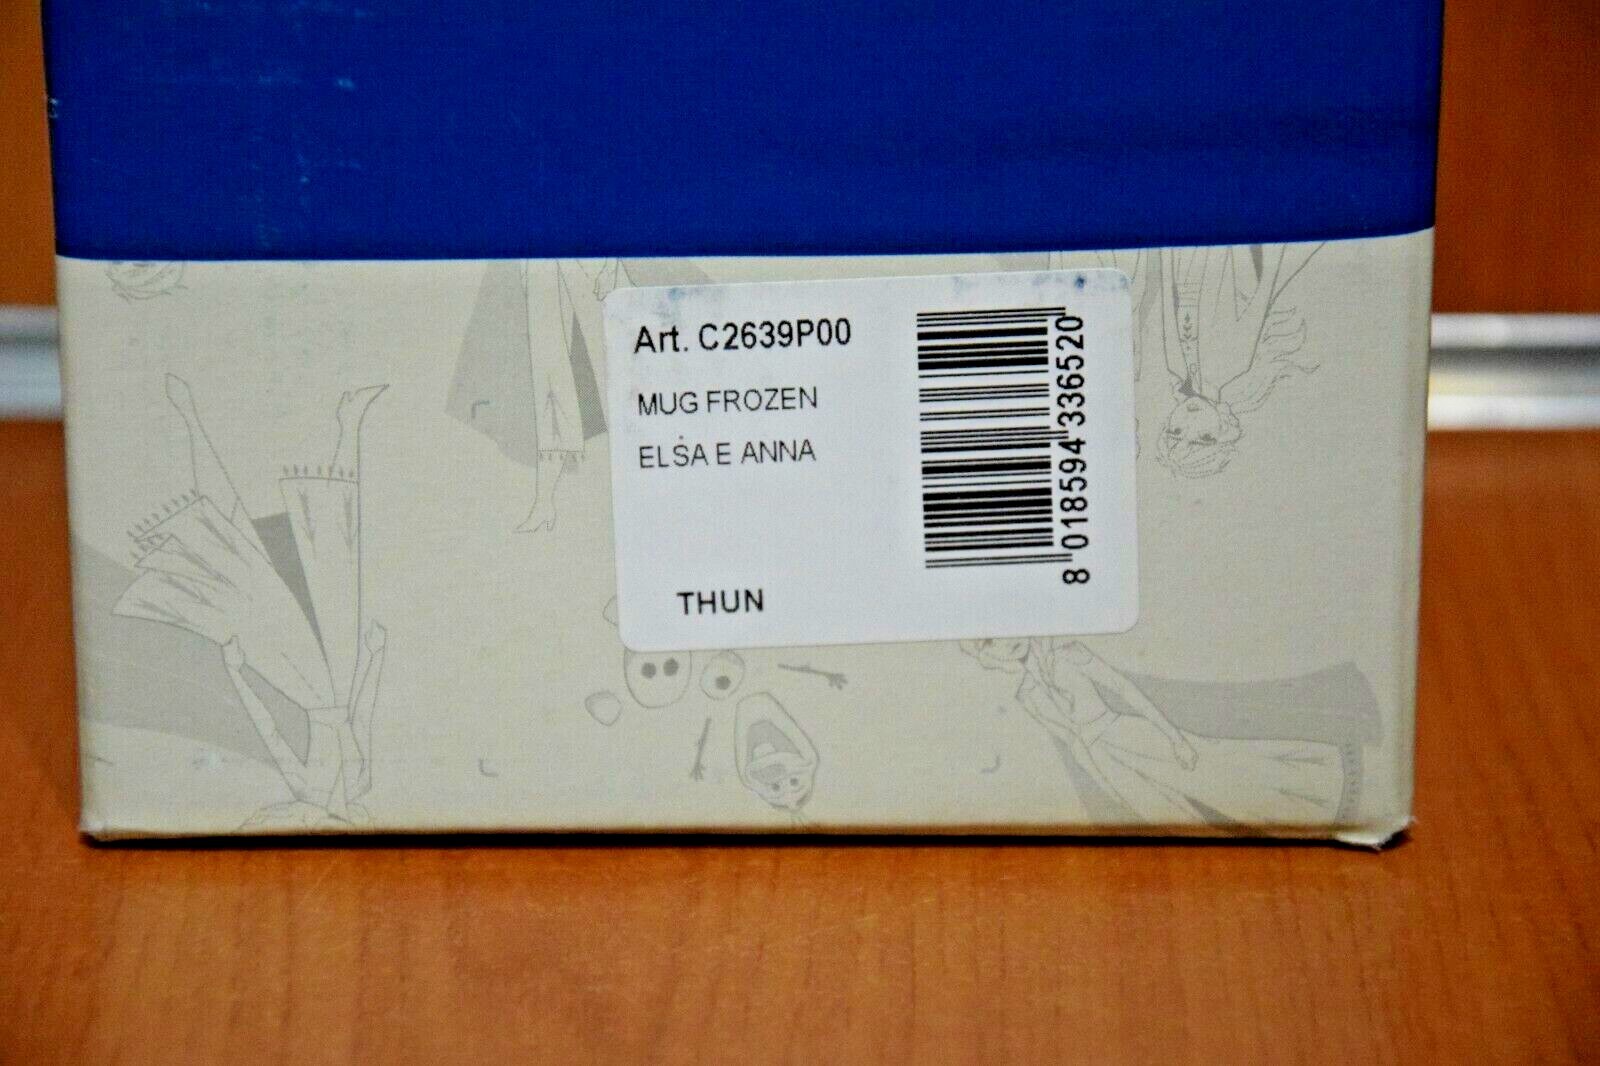 Art. C2639P00
MUG FROZEN
ELSA E ANNA
THUN
8 018594 336520